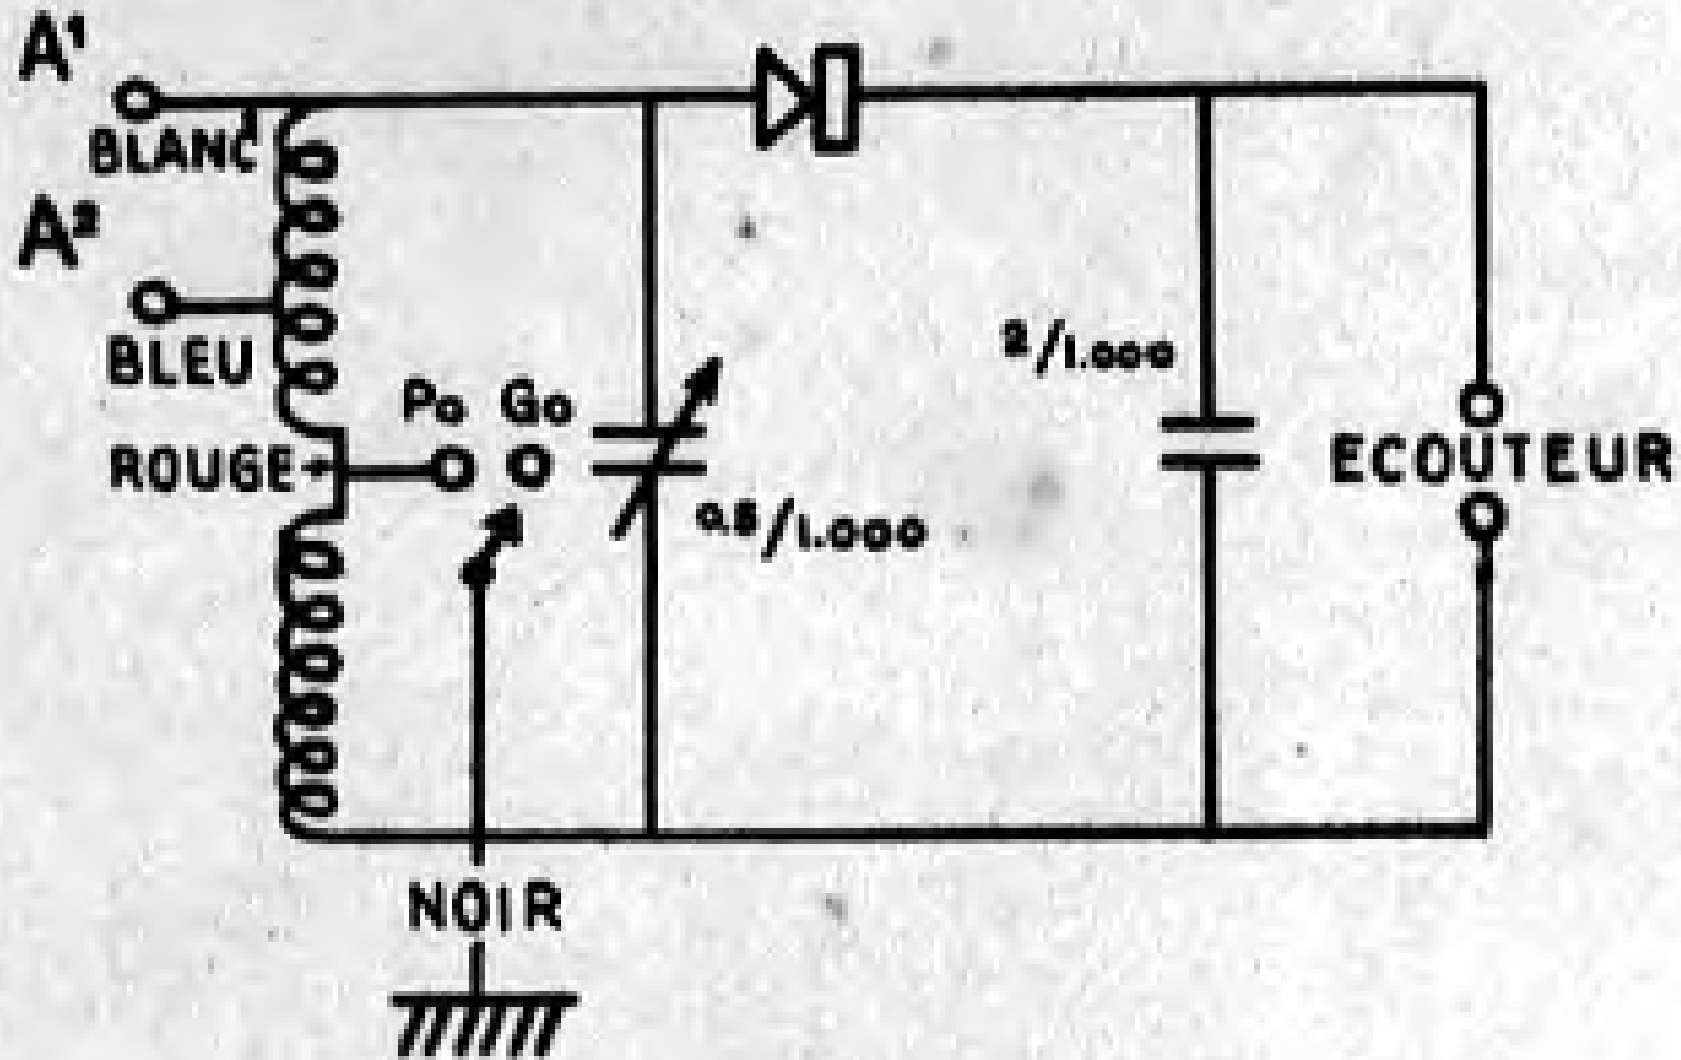 A¹
BLANC
A²
BLEU
Po Go
2/1.000
ROUGE
ECOUTEUR
0.5/1.000
NOIR